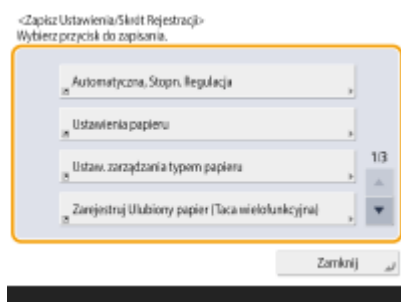 <Zapisz Ustawienia/Skrót Rejestracji>
Wybierz przycisk do zapisania.
Automatyczna, Stopn. Regulacja
Ustawienia papieru
Ustaw. zarządzania typem papieru
1/3
Zarejestruj Ulubiony papier (Taca wielofunkcyjna)
Zamknij